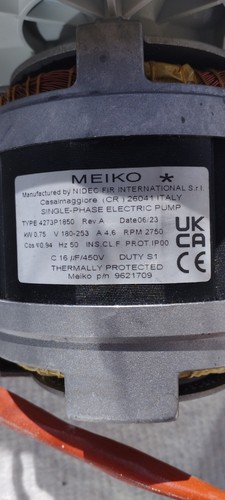 MEIKO *
Manufactured by NIDEC FIR INTERNATIONAL S.r.l
Casalmaggiore (CR) 26041 ITALY
SINGLE-PHASE ELECTRIC PUMP
TYPE 4273P1850 Rev.A Date06/23
kW 0.75 V 180-253 A 4.6 RPM 2750
Cos φ0.94 Hz 50 INS.CL.F PROT.IP00
C 16 µF/450V DUTY S1
THERMALLY PROTECTED
Meiko p/n 9621709
UK
CA
CE